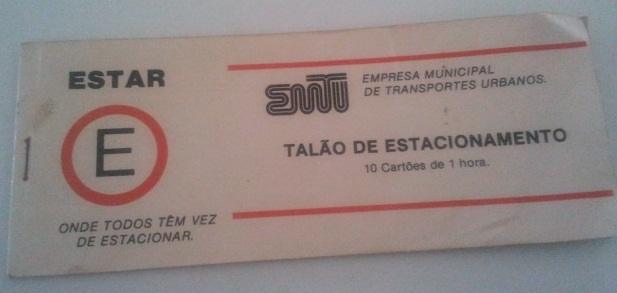 ESTAR
E
ONDE TODOS TÊM VEZ
DE ESTACIONAR.
EMTU
EMPRESA MUNICIPAL
DE TRANSPORTES URBANOS.
TALÃO DE ESTACIONAMENTO
10 Cartões de 1 hora.